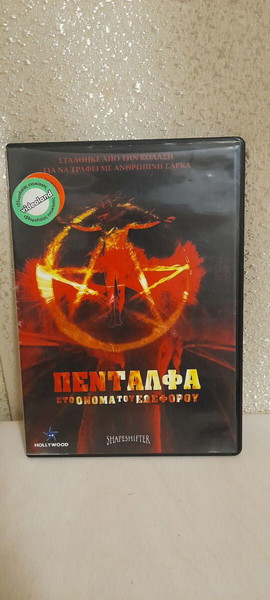 ΣΤΑΛΘΗΚΕ ΑΠΟ ΤΗΝ ΚΟΛΑΣΗ
ΓΙΑ ΝΑ ΤΡΑΦΕΙ ΜΕ ΑΝΘΡΩΠΙΝΗ ΣΑΡΚΑ
videoland
ΠΕΝΤΑΛΦΑ
ΣΤΟ ΟΝΟΜΑ ΤΟΥ ΕΩΣΦΟΡΟΥ
HOLLYWOOD
SHAPESHIFTER